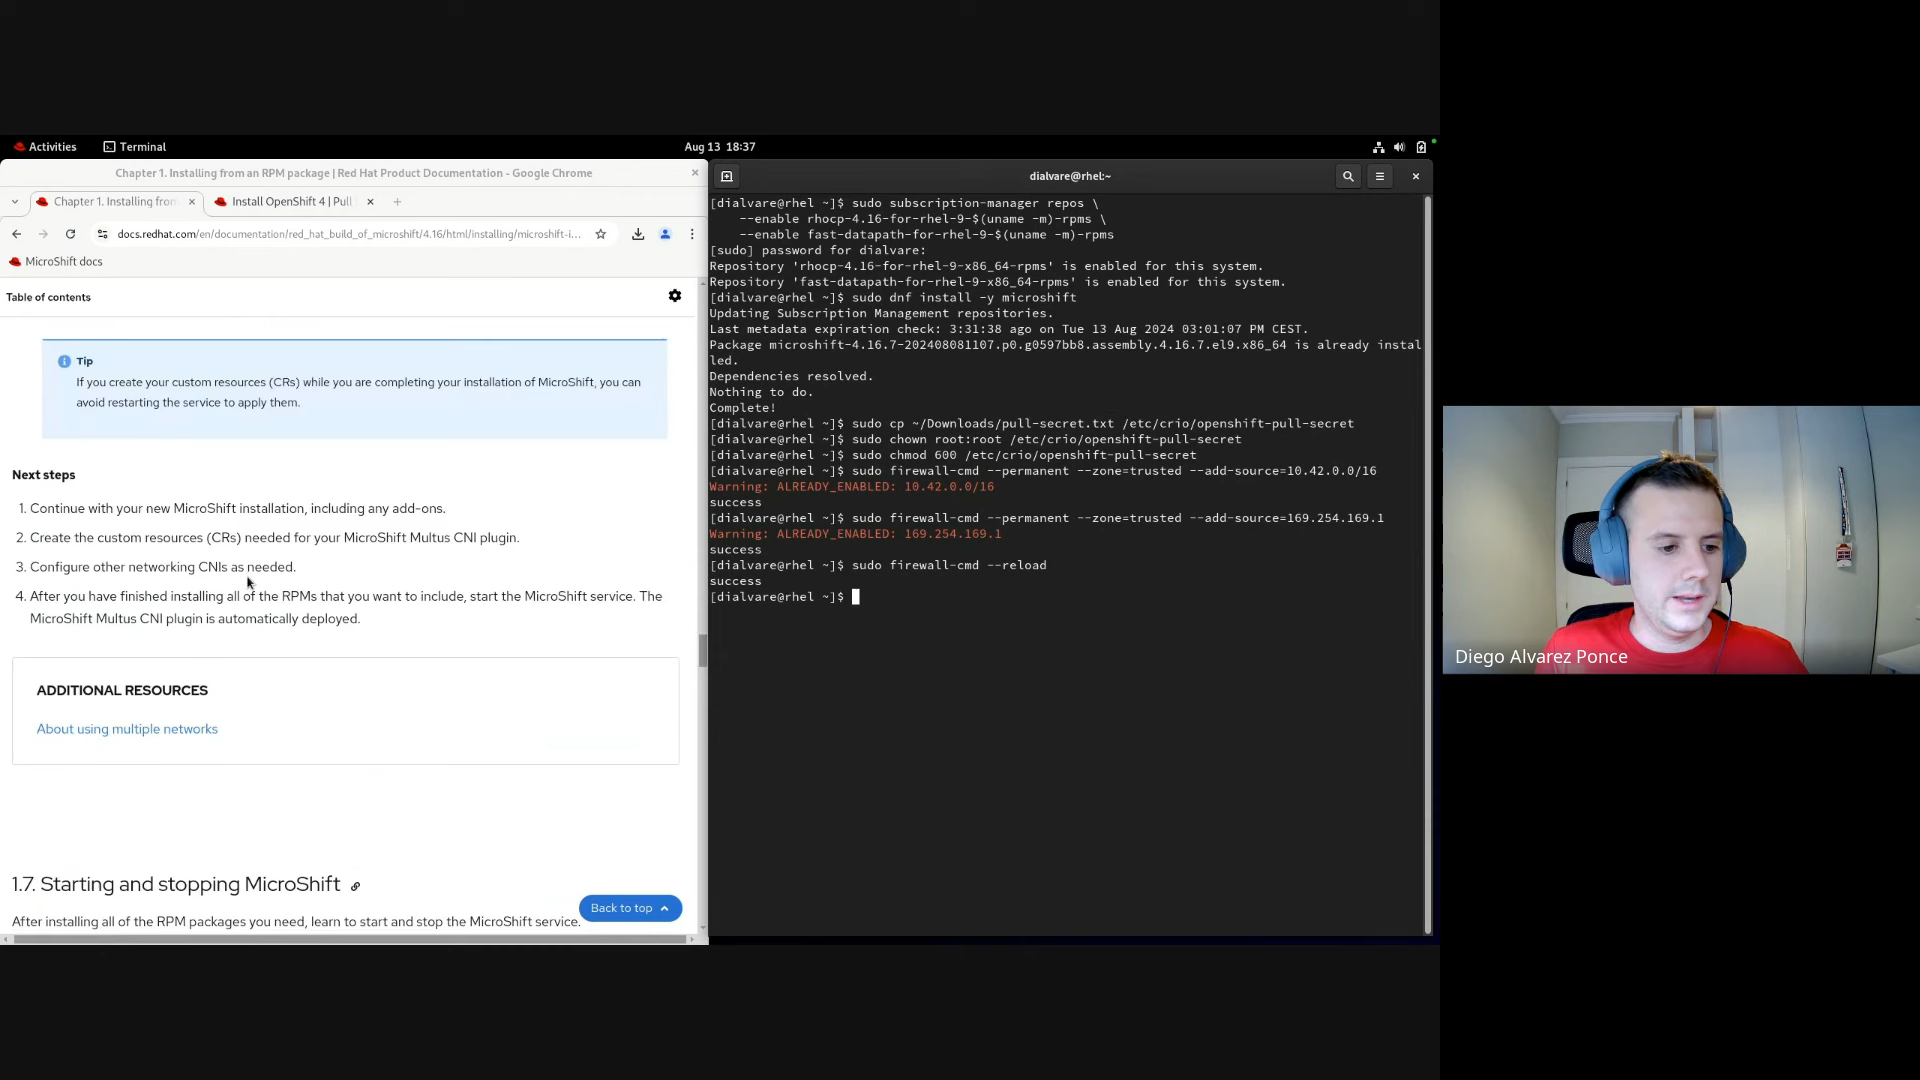 Activities
Terminal
Aug 13 18:37
Chapter 1. Installing from an RPM package | Red Hat Product Documentation - Google Chrome
Chapter 1. Installing from
Install OpenShift 4 | Pull
docs.redhat.com/en/documentation/red_hat_build_of_microshift/4.16/html/installing/microshift-i...
MicroShift docs
Table of contents
Tip
If you create your custom resources (CRs) while you are completing your installation of MicroShift, you can
avoid restarting the service to apply them.
Next steps
1. Continue with your new MicroShift installation, including any add-ons.
2. Create the custom resources (CRs) needed for your MicroShift Multus CNI plugin.
3. Configure other networking CNIs as needed.
4. After you have finished installing all of the RPMs that you want to include, start the MicroShift service. The
MicroShift Multus CNI plugin is automatically deployed.
ADDITIONAL RESOURCES
About using multiple networks
1.7. Starting and stopping MicroShift
Back to top
After installing all of the RPM packages you need, learn to start and stop the MicroShift service.
dialvare@rhel:~
[dialvare@rhel ~]$ sudo subscription-manager repos \
--enable rhocp-4.16-for-rhel-9-$(uname -m)-rpms \
--enable fast-datapath-for-rhel-9-$(uname -m)-rpms
[sudo] password for dialvare:
Repository 'rhocp-4.16-for-rhel-9-x86_64-rpms' is enabled for this system.
Repository 'fast-datapath-for-rhel-9-x86_64-rpms' is enabled for this system.
[dialvare@rhel ~]$ sudo dnf install -y microshift
Updating Subscription Management repositories.
Last metadata expiration check: 3:31:38 ago on Tue 13 Aug 2024 03:01:07 PM CEST.
Package microshift-4.16.7-202408081107.p0.g0597bb8.assembly.4.16.7.el9.x86_64 is already instal
led.
Dependencies resolved.
Nothing to do.
Complete!
[dialvare@rhel ~]$ sudo cp ~/Downloads/pull-secret.txt /etc/crio/openshift-pull-secret
[dialvare@rhel ~]$ sudo chown root:root /etc/crio/openshift-pull-secret
[dialvare@rhel ~]$ sudo chmod 600 /etc/crio/openshift-pull-secret
[dialvare@rhel ~]$ sudo firewall-cmd --permanent --zone=trusted --add-source=10.42.0.0/16
Warning: ALREADY_ENABLED: 10.42.0.0/16
success
[dialvare@rhel ~]$ sudo firewall-cmd --permanent --zone=trusted --add-source=169.254.169.1
Warning: ALREADY_ENABLED: 169.254.169.1
success
[dialvare@rhel ~]$ sudo firewall-cmd --reload
success
[dialvare@rhel ~]$
Diego Alvarez Ponce